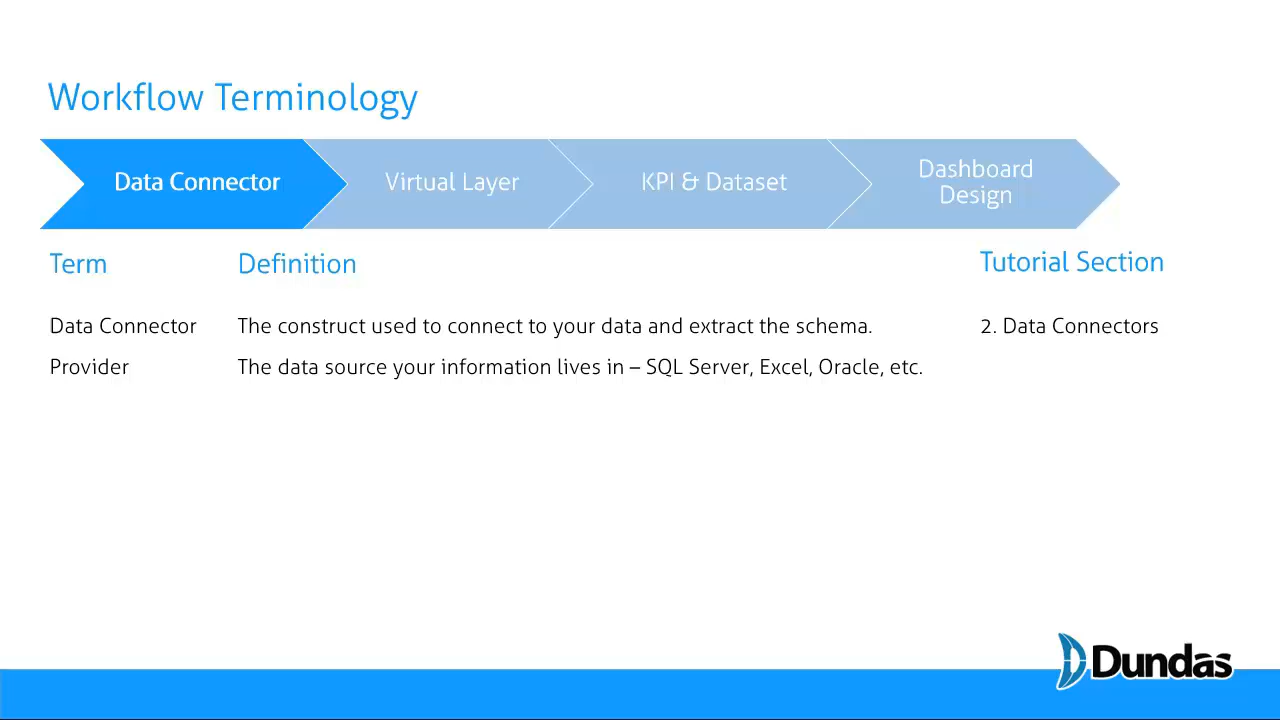 Workflow Terminology
Data Connector
Virtual Layer
KPI & Dataset
Dashboard
Design
Term
Definition
Tutorial Section
Data Connector
The construct used to connect to your data and extract the schema.
2. Data Connectors
Provider
The data source your information lives in – SQL Server, Excel, Oracle, etc.
Dundas